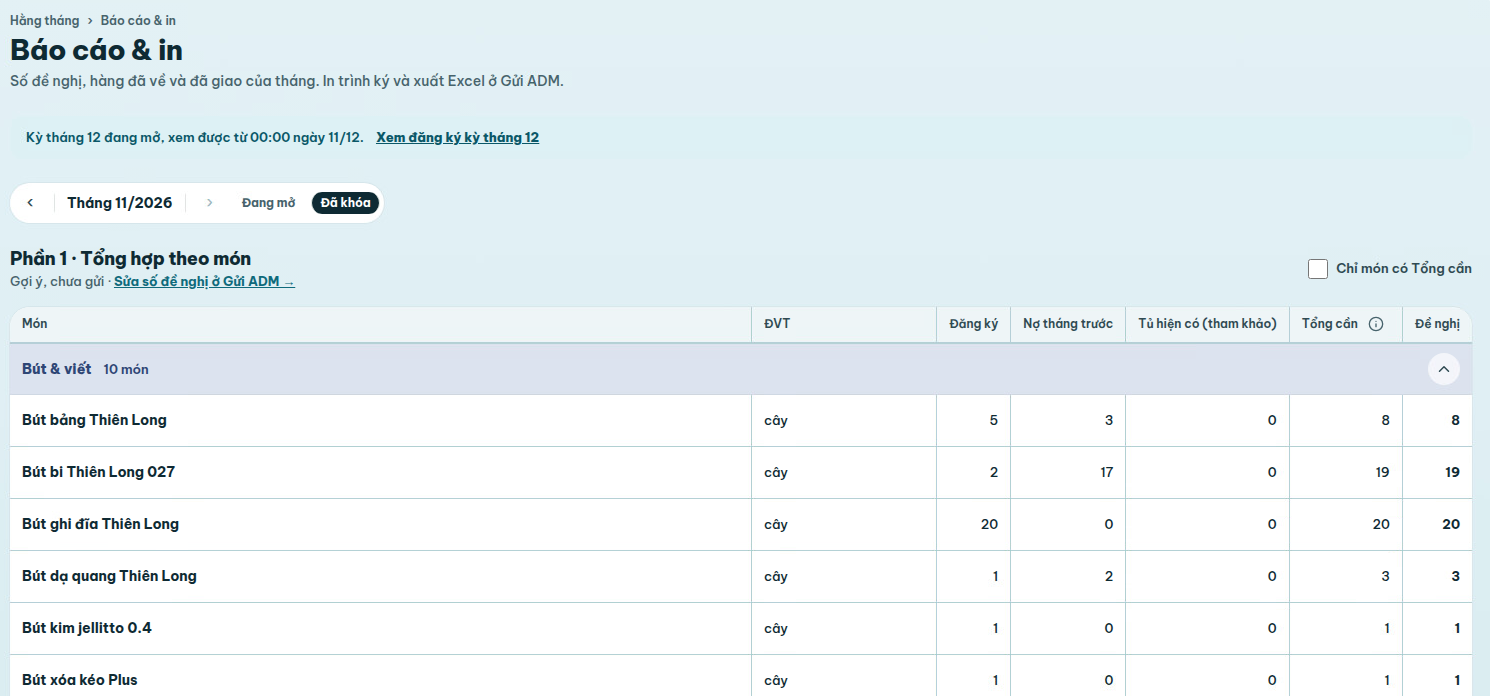 Hằng tháng › Báo cáo & in
Báo cáo & in
Số đề nghị, hàng đã về và đã giao của tháng. In trình ký và xuất Excel ở Gửi ADM.
Kỳ tháng 12 đang mở, xem được từ 00:00 ngày 11/12. Xem đăng ký kỳ tháng 12
‹ Tháng 11/2026 › Đang mở Đã khóa
Phần 1 · Tổng hợp theo món
Gợi ý, chưa gửi · Sửa số đề nghị ở Gửi ADM →
Chỉ món có Tổng cần
Món ĐVT Đăng ký Nợ tháng trước Tủ hiện có (tham khảo) Tổng cần Đề nghị
Bút & viết 10 món
Bút bảng Thiên Long cây 5 3 0 8 8
Bút bi Thiên Long 027 cây 2 17 0 19 19
Bút ghi đĩa Thiên Long cây 20 0 0 20 20
Bút dạ quang Thiên Long cây 1 2 0 3 3
Bút kim jellitto 0.4 cây 1 0 0 1 1
Bút xóa kéo Plus cây 1 0 0 1 1